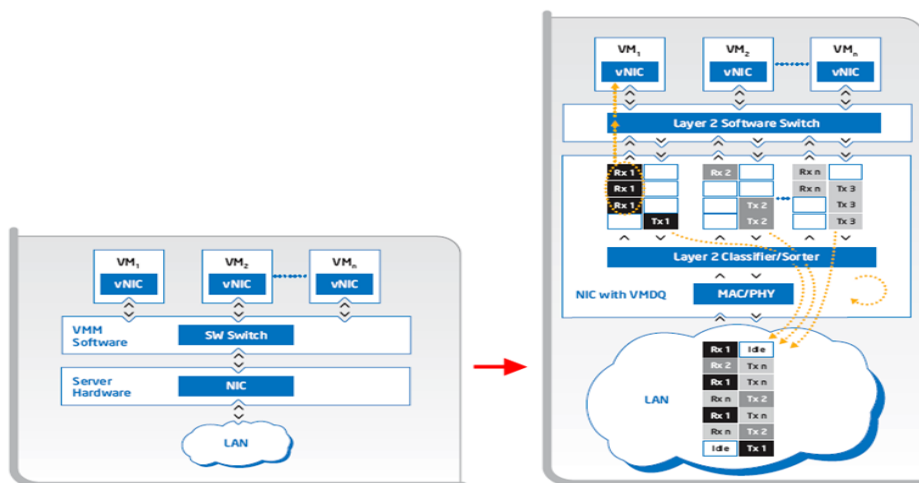 VM1 VM2 VMn
vNIC vNIC vNIC
VMM
Software
SW Switch
Server
Hardware
NIC
LAN
VM1 VM2 VMn
vNIC vNIC vNIC
Layer 2 Software Switch
Rx 1 Rx 2 Rx n
Rx 1 Rx n Tx 3
Rx 1 Tx 2 Tx 3
Tx 1 Tx 2 Tx 3
Layer 2 Classifier/Sorter
NIC with VMDQ
MAC/PHY
LAN
Rx 1 Idle
Rx 2 Tx n
Rx 1 Tx n
Rx n Tx 2
Rx 1 Tx n
Rx n Tx 2
Idle Tx 1